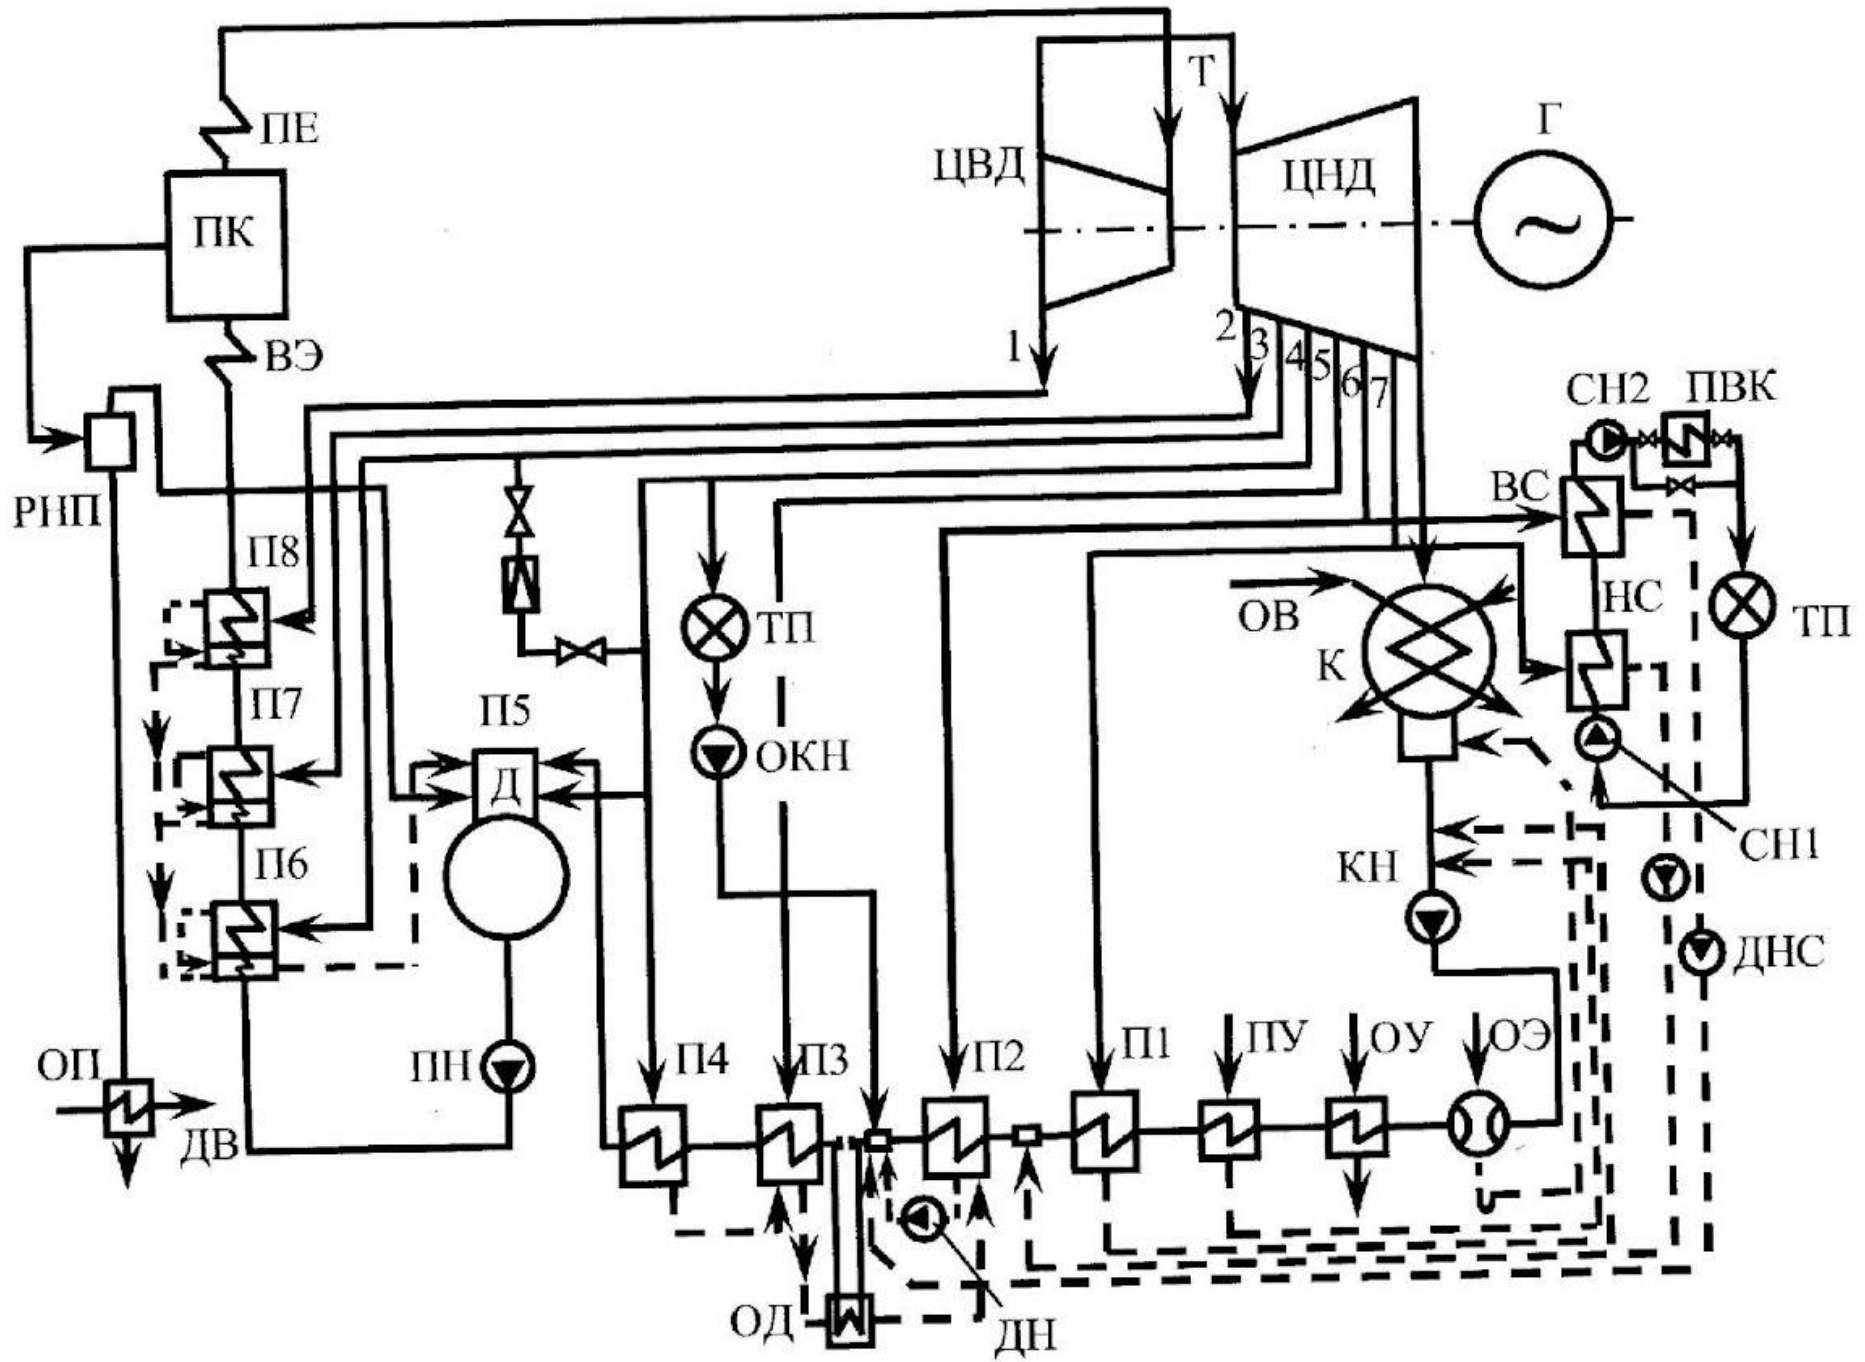 Т
Г
ПЕ
ЦВД
ЦНД
ПК
ВЭ
1
2
3
4
5
6
7
СН2
ПВК
ВС
РНП
П8
НС
ТП
ОВ
ТП
К
П7
П5
ОКН
Д
СН1
П6
КН
ДНС
ОП
ПН
П4
П3
П2
П1
ПУ
ОУ
ОЭ
ДВ
ОД
ДН